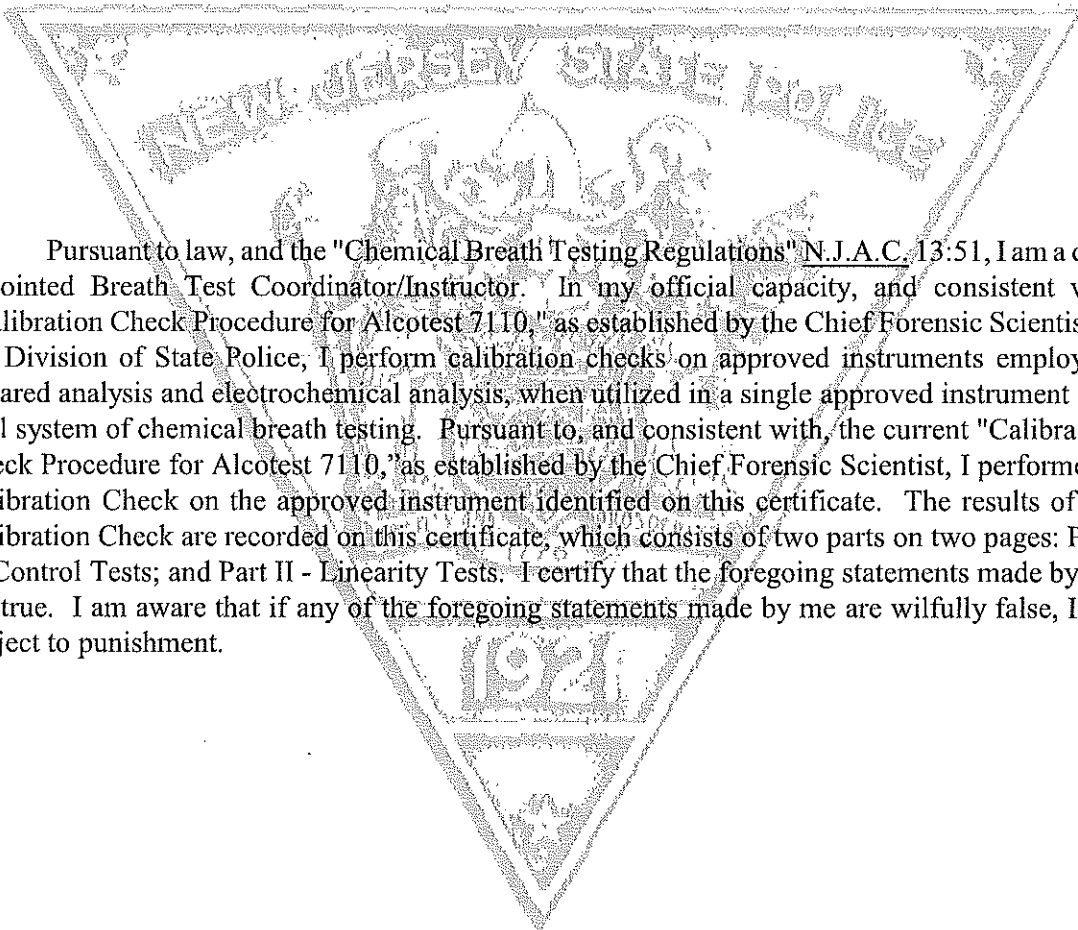 NEW JERSEY STATE POLICE
Pursuant to law, and the "Chemical Breath Testing Regulations" N.J.A.C. 13:51, I am a d
ointed Breath Test Coordinator/Instructor. In my official capacity, and consistent v
libration Check Procedure for Alcotest 7110," as established by the Chief Forensic Scientis
Division of State Police, I perform calibration checks on approved instruments employ
ared analysis and electrochemical analysis, when utilized in a single approved instrument
l system of chemical breath testing. Pursuant to, and consistent with, the current "Calibra
eck Procedure for Alcotest 7110,"as established by the Chief Forensic Scientist, I performe
ibration Check on the approved instrument identified on this certificate. The results of
ibration Check are recorded on this certificate, which consists of two parts on two pages: P
Control Tests; and Part II - Linearity Tests. I certify that the foregoing statements made by
true. I am aware that if any of the foregoing statements made by me are wilfully false, I
ject to punishment.
1921